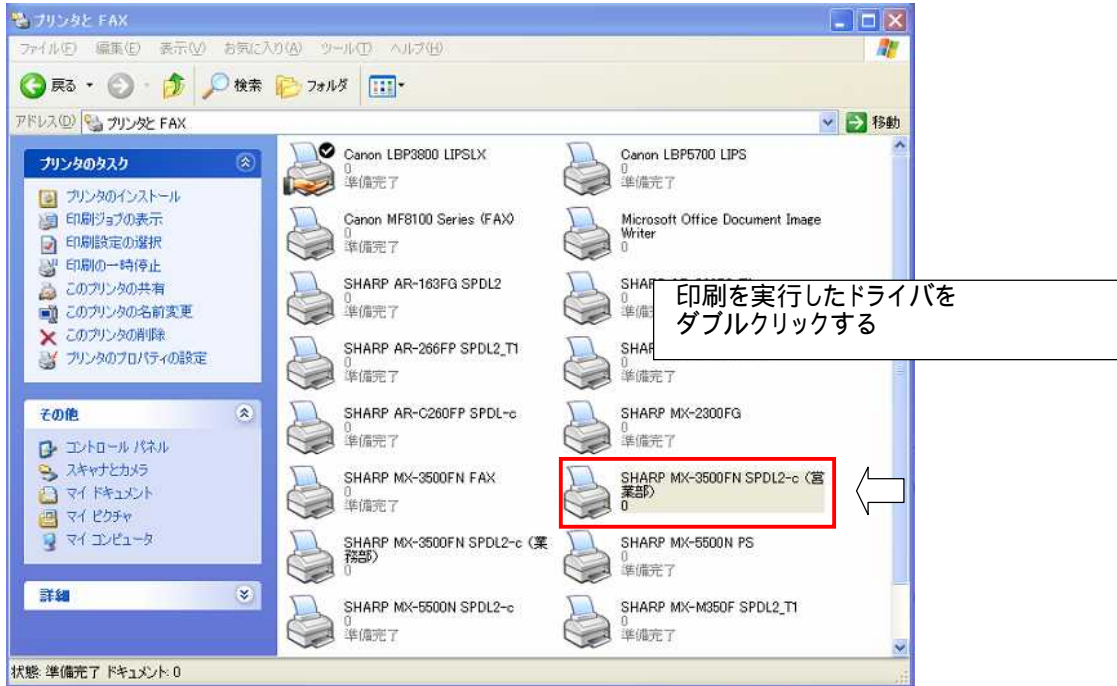 プリンタと FAX
ファイル(F) 編集(E) 表示(V) お気に入り(A) ツール(T) ヘルプ(H)
戻る 検索 フォルダ
アドレス(D) プリンタと FAX 移動
プリンタのタスク
プリンタのインストール
印刷ジョブの表示
印刷設定の選択
印刷の一時停止
このプリンタの共有
このプリンタの名前変更
このプリンタの削除
プリンタのプロパティの設定
その他
コントロール パネル
スキャナとカメラ
マイ ドキュメント
マイ ピクチャ
マイ コンピュータ
詳細
Canon LBP3800 LIPSLX
0
準備完了
Canon LBP5700 LIPS
0
準備完了
Canon MF8100 Series (FAX)
0
準備完了
Microsoft Office Document Image
Writer
0
SHARP AR-163FG SPDL2
0
準備完了
SHARP
0
準備
印刷を実行したドライバを
ダブルクリックする
SHARP AR-266FP SPDL2_T1
0
準備完了
SHAR
0
準備完了
SHARP AR-C260FP SPDL-c
0
準備完了
SHARP MX-2300FG
0
準備完了
SHARP MX-3500FN FAX
0
準備完了
SHARP MX-3500FN SPDL2-c (営
業部)
0
SHARP MX-3500FN SPDL2-c (業
務部)
0
SHARP MX-5500N PS
0
準備完了
SHARP MX-5500N SPDL2-c
0
準備完了
SHARP MX-M350F SPDL2_T1
0
準備完了
状態: 準備完了 ドキュメント: 0